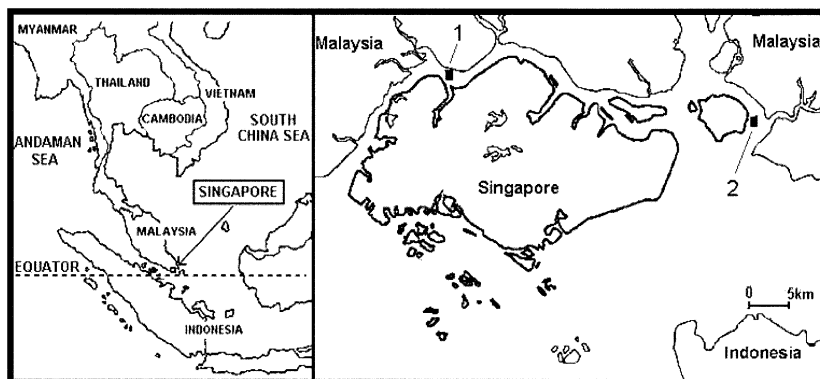 MYANMAR
THAILAND
VIETNAM
CAMBODIA
SOUTH
CHINA SEA
ANDAMAN
SEA
SINGAPORE
MALAYSIA
EQUATOR
INDONESIA
Malaysia
1
Malaysia
Singapore
2
0 5km
Indonesia